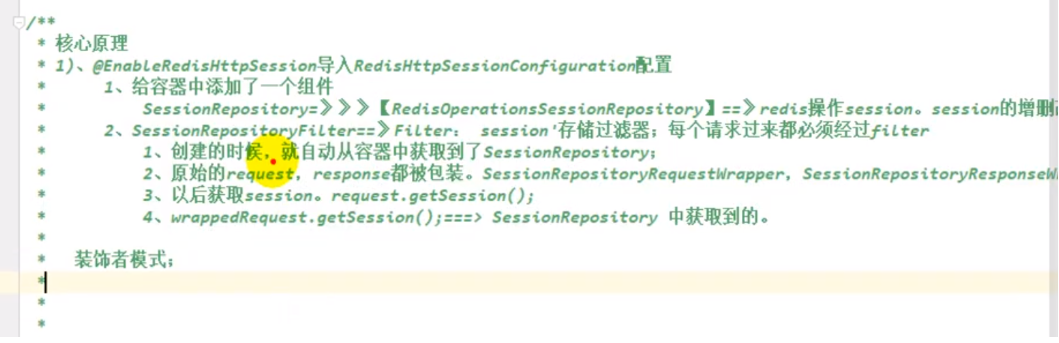 /**
* 核心原理
* 1)、@EnableRedisHttpSession导入RedisHttpSessionConfiguration配置
* 1、给容器中添加了一个组件
* SessionRepository=》》》【RedisOperationsSessionRepository】==》redis操作session。session的增删
* 2、SessionRepositoryFilter==》Filter： session'存储过滤器；每个请求过来都必须经过filter
* 1、创建的时候，就自动从容器中获取到了SessionRepository；
* 2、原始的request，response都被包装。SessionRepositoryRequestWrapper，SessionRepositoryResponseW
* 3、以后获取session。request.getSession();
* 4、wrappedRequest.getSession();===> SessionRepository 中获取到的。
*
* 装饰者模式；
*
*
*